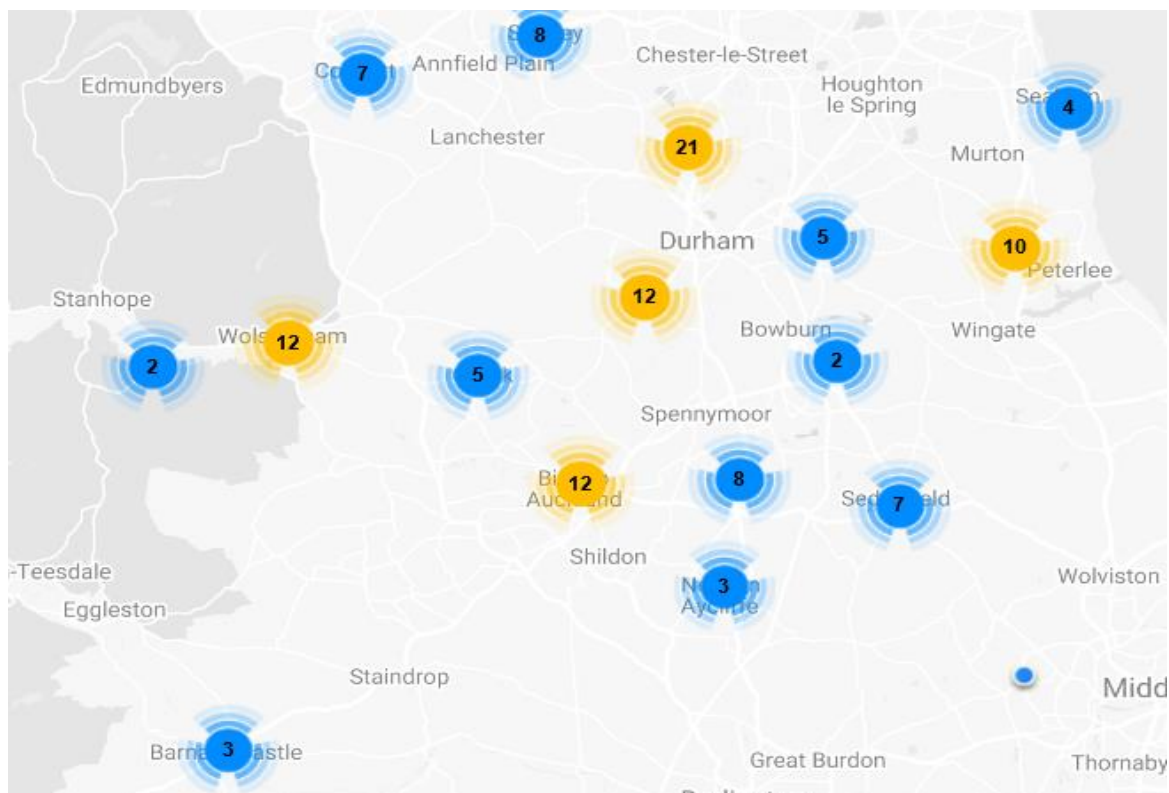 8
Chester-le-Street
Annfield Plain
7
Edmundbyers
Houghton
le Spring
4
Lanchester
21
Murton
Durham
5
10
Peterlee
Stanhope
12
Bowburn
Wingate
12
2
5
2
Spennymoor
12
8
7
Shildon
-Teesdale
Wolviston
3
Eggleston
Staindrop
Midd
3
Great Burdon
Thornaby